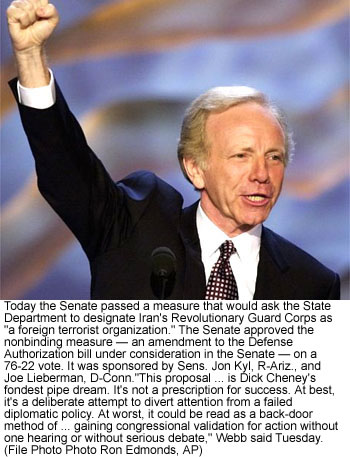 Today the Senate passed a measure that would ask the State
Department to designate Iran's Revolutionary Guard Corps as
"a foreign terrorist organization." The Senate approved the
nonbinding measure — an amendment to the Defense
Authorization bill under consideration in the Senate — on a
76-22 vote. It was sponsored by Sens. Jon Kyl, R-Ariz., and
Joe Lieberman, D-Conn."This proposal ... is Dick Cheney's
fondest pipe dream. It's not a prescription for success. At best,
it's a deliberate attempt to divert attention from a failed
diplomatic policy. At worst, it could be read as a back-door
method of ... gaining congressional validation for action without
one hearing or without serious debate," Webb said Tuesday.
(File Photo Photo Ron Edmonds, AP)